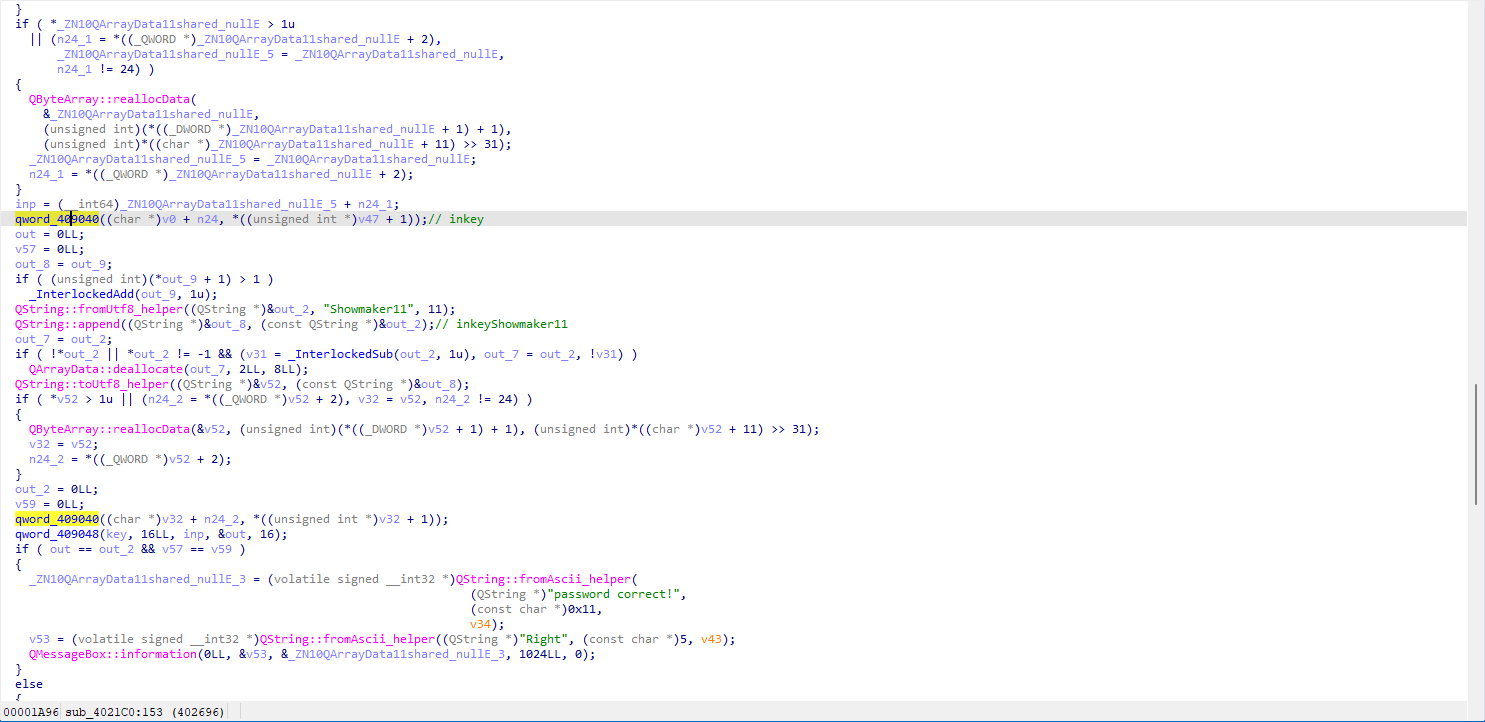 }
if ( *_ZN10QArrayData11shared_nullE > 1u
|| (n24_1 = *((_QWORD *)_ZN10QArrayData11shared_nullE + 2),
_ZN10QArrayData11shared_nullE_5 = _ZN10QArrayData11shared_nullE,
n24_1 != 24) )
{
QByteArray::reallocData(
&_ZN10QArrayData11shared_nullE,
(unsigned int)(*((_DWORD *)_ZN10QArrayData11shared_nullE + 1) + 1),
(unsigned int)*((char *)_ZN10QArrayData11shared_nullE + 11) >> 31);
_ZN10QArrayData11shared_nullE_5 = _ZN10QArrayData11shared_nullE;
n24_1 = *((_QWORD *)_ZN10QArrayData11shared_nullE + 2);
}
inp = (__int64)_ZN10QArrayData11shared_nullE_5 + n24_1;
qword_409040((char *)v0 + n24, *((unsigned int *)v47 + 1));// inkey
out = 0LL;
v57 = 0LL;
out_8 = out_9;
if ( (unsigned int)(*out_9 + 1) > 1 )
_InterlockedAdd(out_9, 1u);
QString::fromUtf8_helper((QString *)&out_2, "Showmaker11", 11);
QString::append((QString *)&out_8, (const QString *)&out_2);// inkeyShowmaker11
out_7 = out_2;
if ( !*out_2 || *out_2 != -1 && (v31 = _InterlockedSub(out_2, 1u), out_7 = out_2, !v31) )
QArrayData::deallocate(out_7, 2LL, 8LL);
QString::toUtf8_helper((QString *)&v52, (const QString *)&out_8);
if ( *v52 > 1u || (n24_2 = *((_QWORD *)v52 + 2), v32 = v52, n24_2 != 24) )
{
QByteArray::reallocData(&v52, (unsigned int)(*((_DWORD *)v52 + 1) + 1), (unsigned int)*((char *)v52 + 11) >> 31);
v32 = v52;
n24_2 = *((_QWORD *)v52 + 2);
}
out_2 = 0LL;
v59 = 0LL;
qword_409040((char *)v32 + n24_2, *((unsigned int *)v32 + 1));
qword_409048(key, 16LL, inp, &out, 16);
if ( out == out_2 && v57 == v59 )
{
_ZN10QArrayData11shared_nullE_3 = (volatile signed __int32 *)QString::fromAscii_helper(
(QString *)"password correct!",
(const char *)0x11,
v34);
v53 = (volatile signed __int32 *)QString::fromAscii_helper((QString *)"Right", (const char *)5, v43);
QMessageBox::information(0LL, &v53, &_ZN10QArrayData11shared_nullE_3, 1024LL, 0);
}
else
{
00001A96 sub_4021C0:153 (402696)